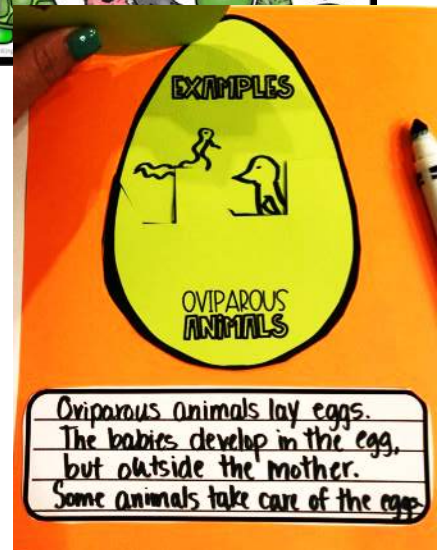 EXAMPLES
OVIPAROUS
ANIMALS
Oviparous animals lay eggs.
The babies develop in the egg,
but outside the mother.
Some animals take care of the eggs